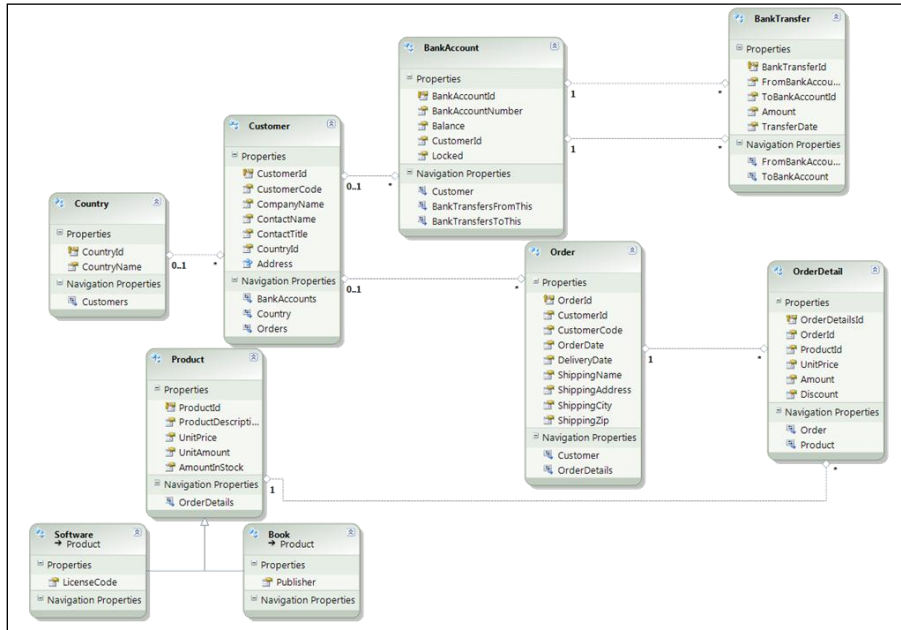 BankTransfer
Properties
BankTransferId
FromBankAccou...
ToBankAccountId
Amount
TransferDate
Navigation Properties
FromBankAccou...
ToBankAccount
BankAccount
Properties
BankAccountId
BankAccountNumber
Balance
CustomerId
Locked
Navigation Properties
Customer
BankTransfersFromThis
BankTransfersToThis
1
*
1
*
Customer
Properties
CustomerId
CustomerCode
CompanyName
ContactName
ContactTitle
CountryId
Address
Navigation Properties
BankAccounts
Country
Orders
0..1
*
0..1
*
Country
Properties
CountryId
CountryName
Navigation Properties
Customers
0..1
*
Order
Properties
OrderId
CustomerId
CustomerCode
OrderDate
DeliveryDate
ShippingName
ShippingAddress
ShippingCity
ShippingZip
Navigation Properties
Customer
OrderDetails
1
*
OrderDetail
Properties
OrderDetailsId
OrderId
ProductId
UnitPrice
Amount
Discount
Navigation Properties
Order
Product
Product
Properties
ProductId
ProductDescripti...
UnitPrice
UnitAmount
AmountInStock
Navigation Properties
OrderDetails
1
*
Software
→ Product
Properties
LicenseCode
Navigation Properties
Book
→ Product
Properties
Publisher
Navigation Properties